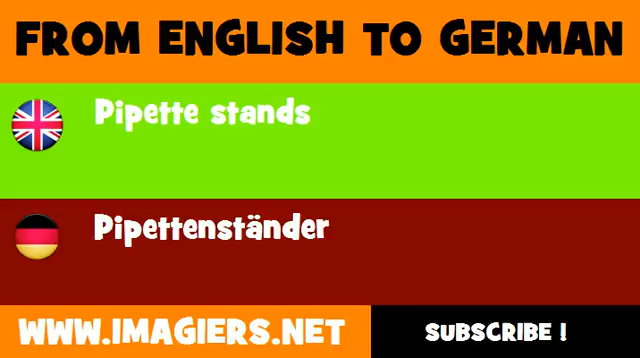 FROM ENGLISH TO GERMAN
Pipette stands
Pipettenständer
WWW.IMAGIERS.NET
SUBSCRIBE !